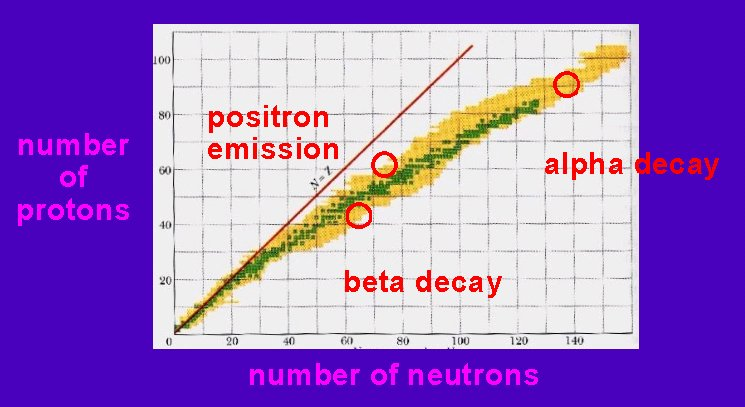 100
80
60
40
20
0
20
40
60
80
100
120
140
N = Z
positron
emission
alpha decay
beta decay
number
of
protons
number of neutrons